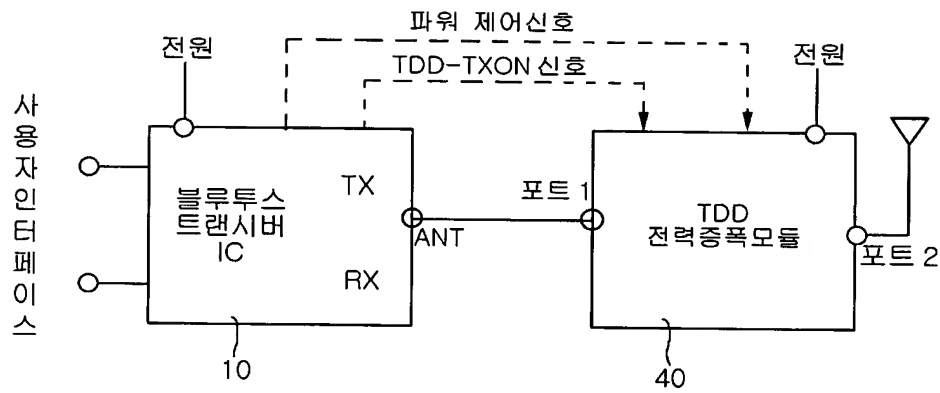 파워 제어신호
전원
TDD-TXON 신호
전원
사용자인터페이스
블루투스
트랜시버
IC
TX
RX
ANT
포트 1
TDD
전력증폭모듈
포트 2
10
40